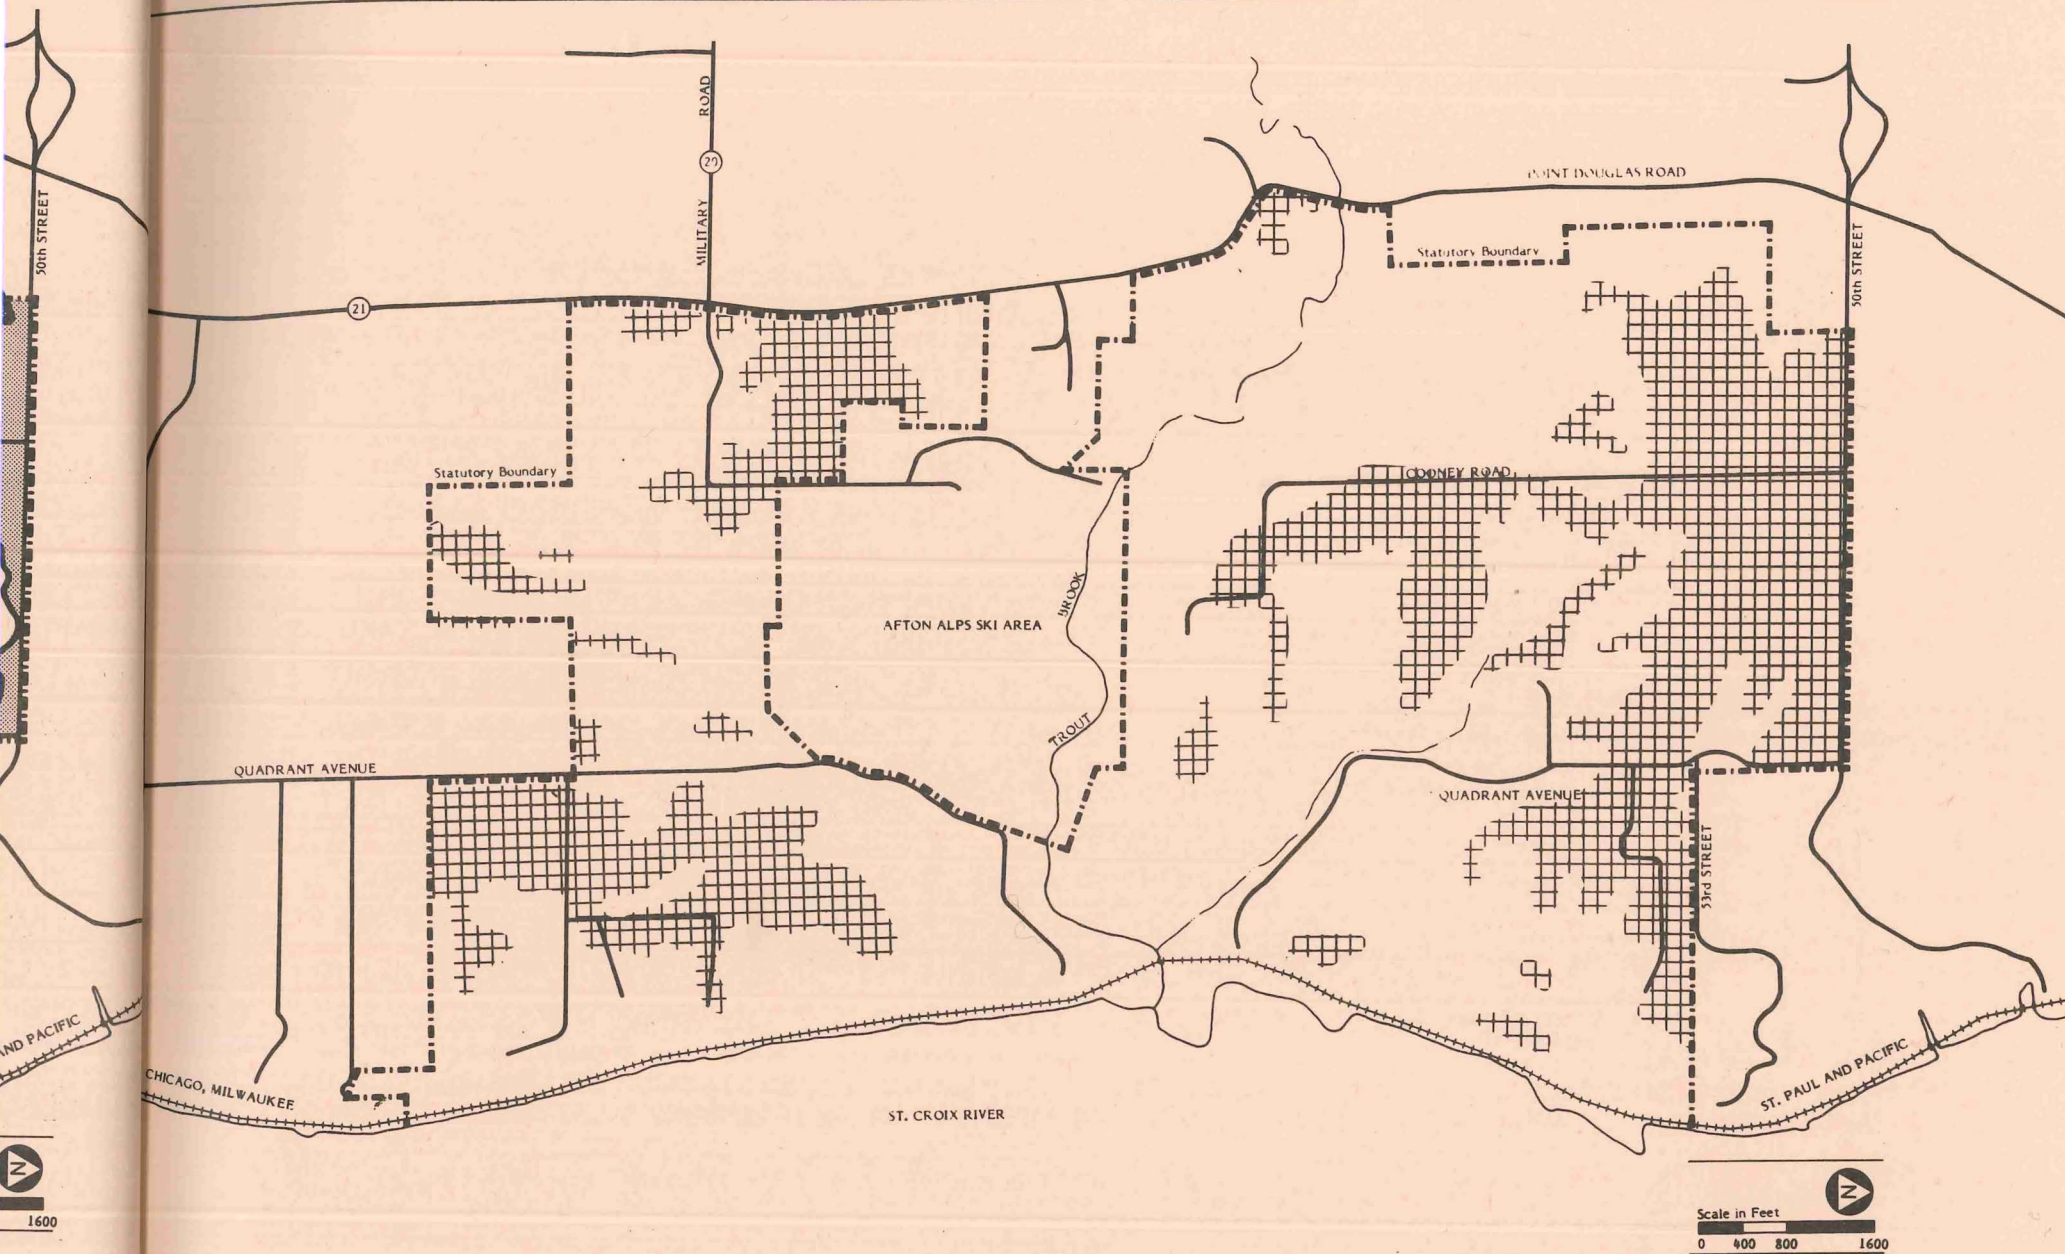 50th STREET
AND PACIFIC
N
1600
ROAD
29
MILITARY
21
Statutory Boundary
POINT DOUGLAS ROAD
Statutory Boundary
50th STREET
COONEY ROAD
AFTON ALPS SKI AREA
BROOK
TROUT
QUADRANT AVENUE
QUADRANT AVENUE
53rd STREET
CHICAGO, MILWAUKEE
ST. CROIX RIVER
ST. PAUL AND PACIFIC
N
Scale in Feet
0 400 800 1600